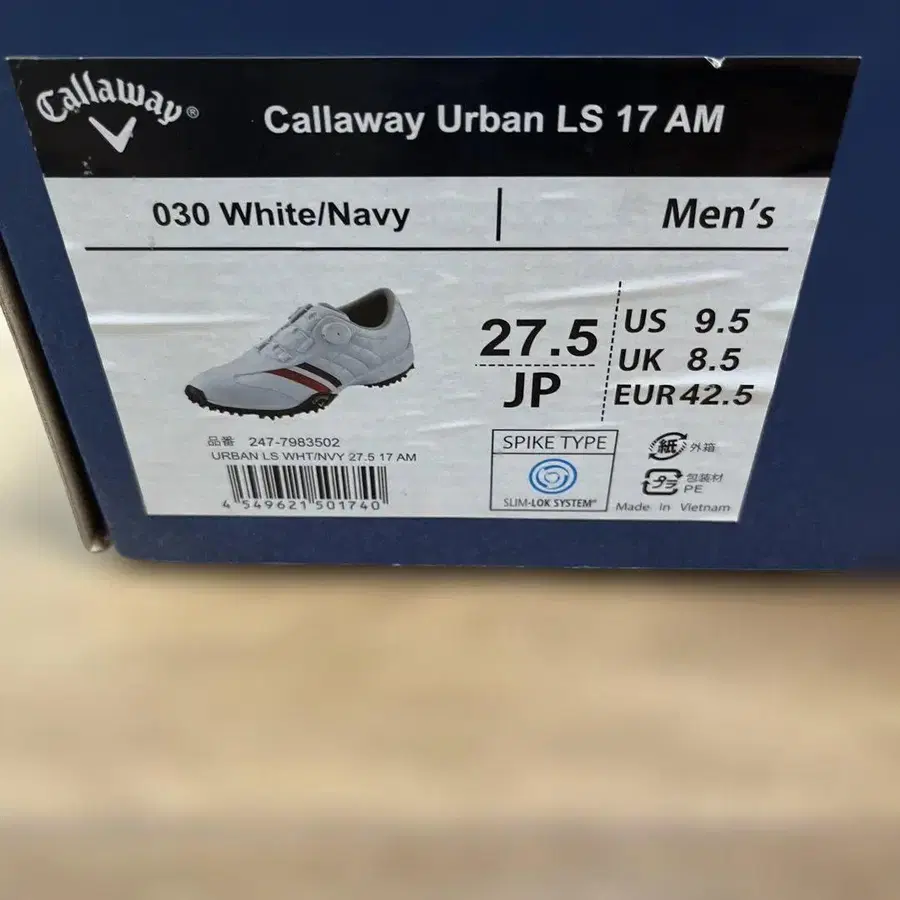 Callaway®
Callaway Urban LS 17 AM
030 White/Navy
Men's
27.5
JP
US 9.5
UK 8.5
EUR 42.5
品番 247-7983502
URBAN LS WHT/NVY 27.5 17 AM
4 549621 501740
SPIKE TYPE
SLIM-LOK SYSTEM®
紙 外箱
プラ 包装材
PE
Made In Vietnam